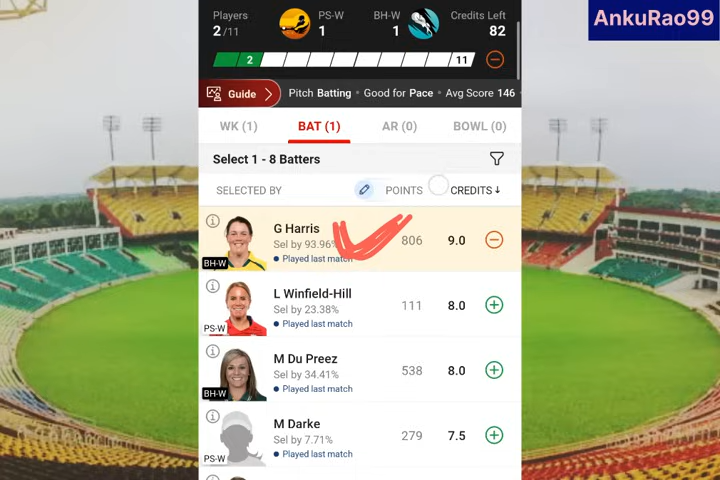 AnkuRao99
Players PS-W BH-W Credits Left
2/11 1 1 82
2 11
Guide Pitch Batting • Good for Pace • Avg Score 146
WK (1) BAT (1) AR (0) BOWL (0)
Select 1 - 8 Batters
SELECTED BY POINTS CREDITS ↓
G Harris
Sel by 93.96%
Played last match
806 9.0
BH-W
L Winfield-Hill
Sel by 23.38%
Played last match
111 8.0
PS-W
M Du Preez
Sel by 34.41%
Played last match
538 8.0
BH-W
M Darke
Sel by 7.71%
Played last match
279 7.5
PS-W